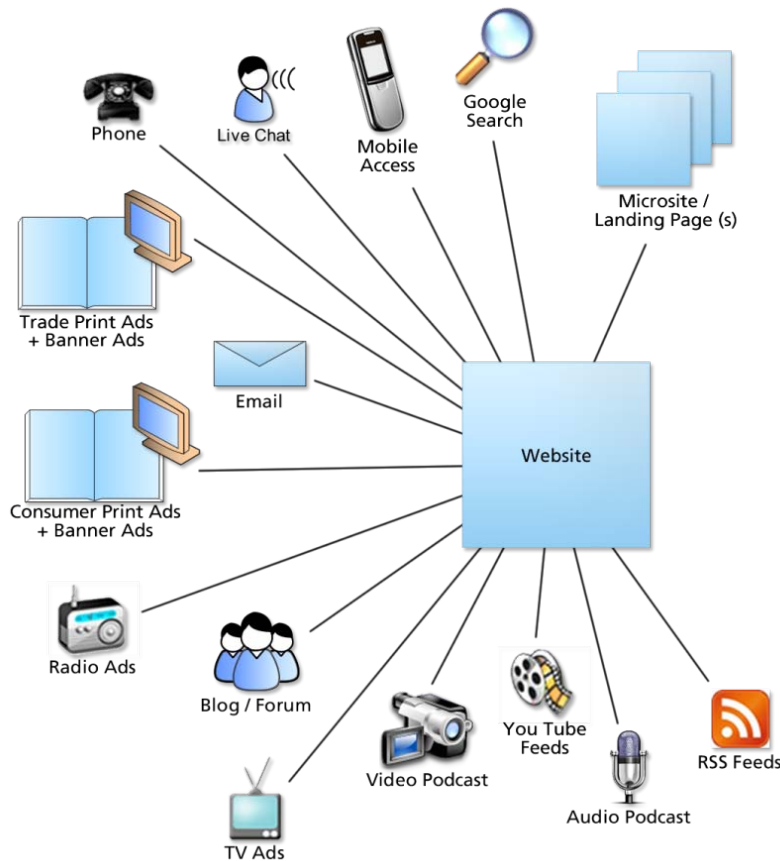 Phone
Live Chat
Mobile
Access
Google
Search
Microsite /
Landing Page (s)
Trade Print Ads
+ Banner Ads
Email
Website
Consumer Print Ads
+ Banner Ads
Radio Ads
Blog / Forum
TV Ads
Video Podcast
You Tube
Feeds
Audio Podcast
RSS Feeds